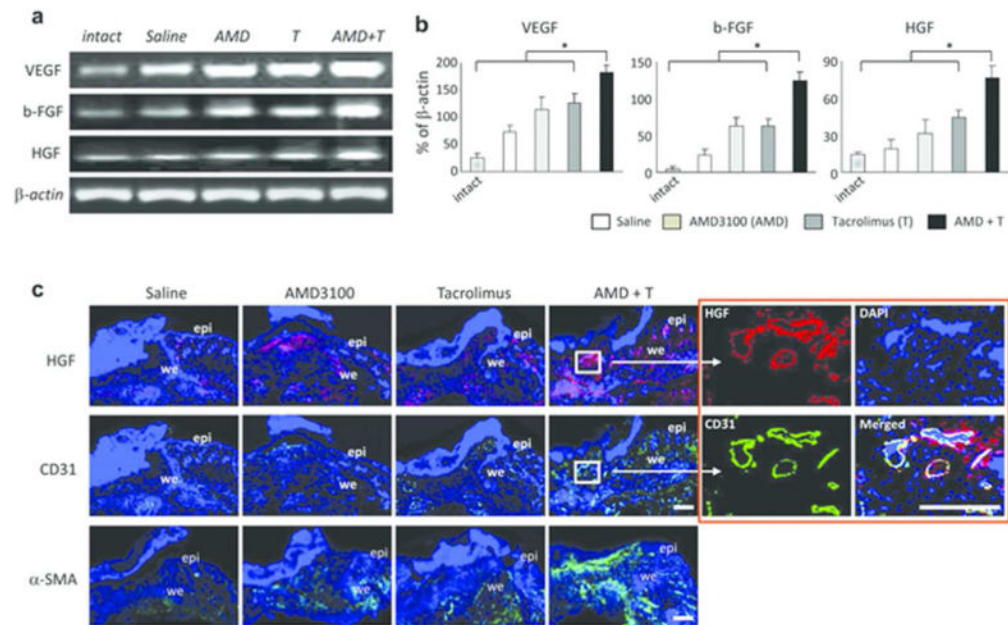 a
intact Saline AMD T AMD+T
VEGF
b-FGF
HGF
β-actin
b
VEGF b-FGF HGF
% of β-actin
200
150
100
50
0
intact
*
150
100
50
0
intact
*
90
60
30
0
intact
*
Saline AMD3100 (AMD) Tacrolimus (T) AMD + T
c
Saline AMD3100 Tacrolimus AMD + T
HGF
epi
we
epi
we
epi
we
epi
we
HGF
DAPI
CD31
epi
we
epi
we
epi
we
epi
we
CD31
Merged
α-SMA
epi
we
epi
we
epi
we
epi
we